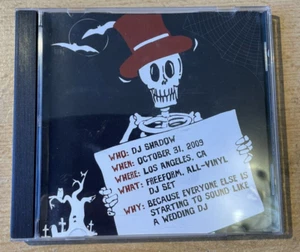 WHO: DJ SHADOW
WHEN: OCTOBER 31, 2009
WHERE: LOS ANGELES, CA
WHAT: FREEFORM, ALL-VINYL
DJ SET
WHY: BECAUSE EVERYONE ELSE IS
STARTING TO SOUND LIKE
A WEDDING DJ